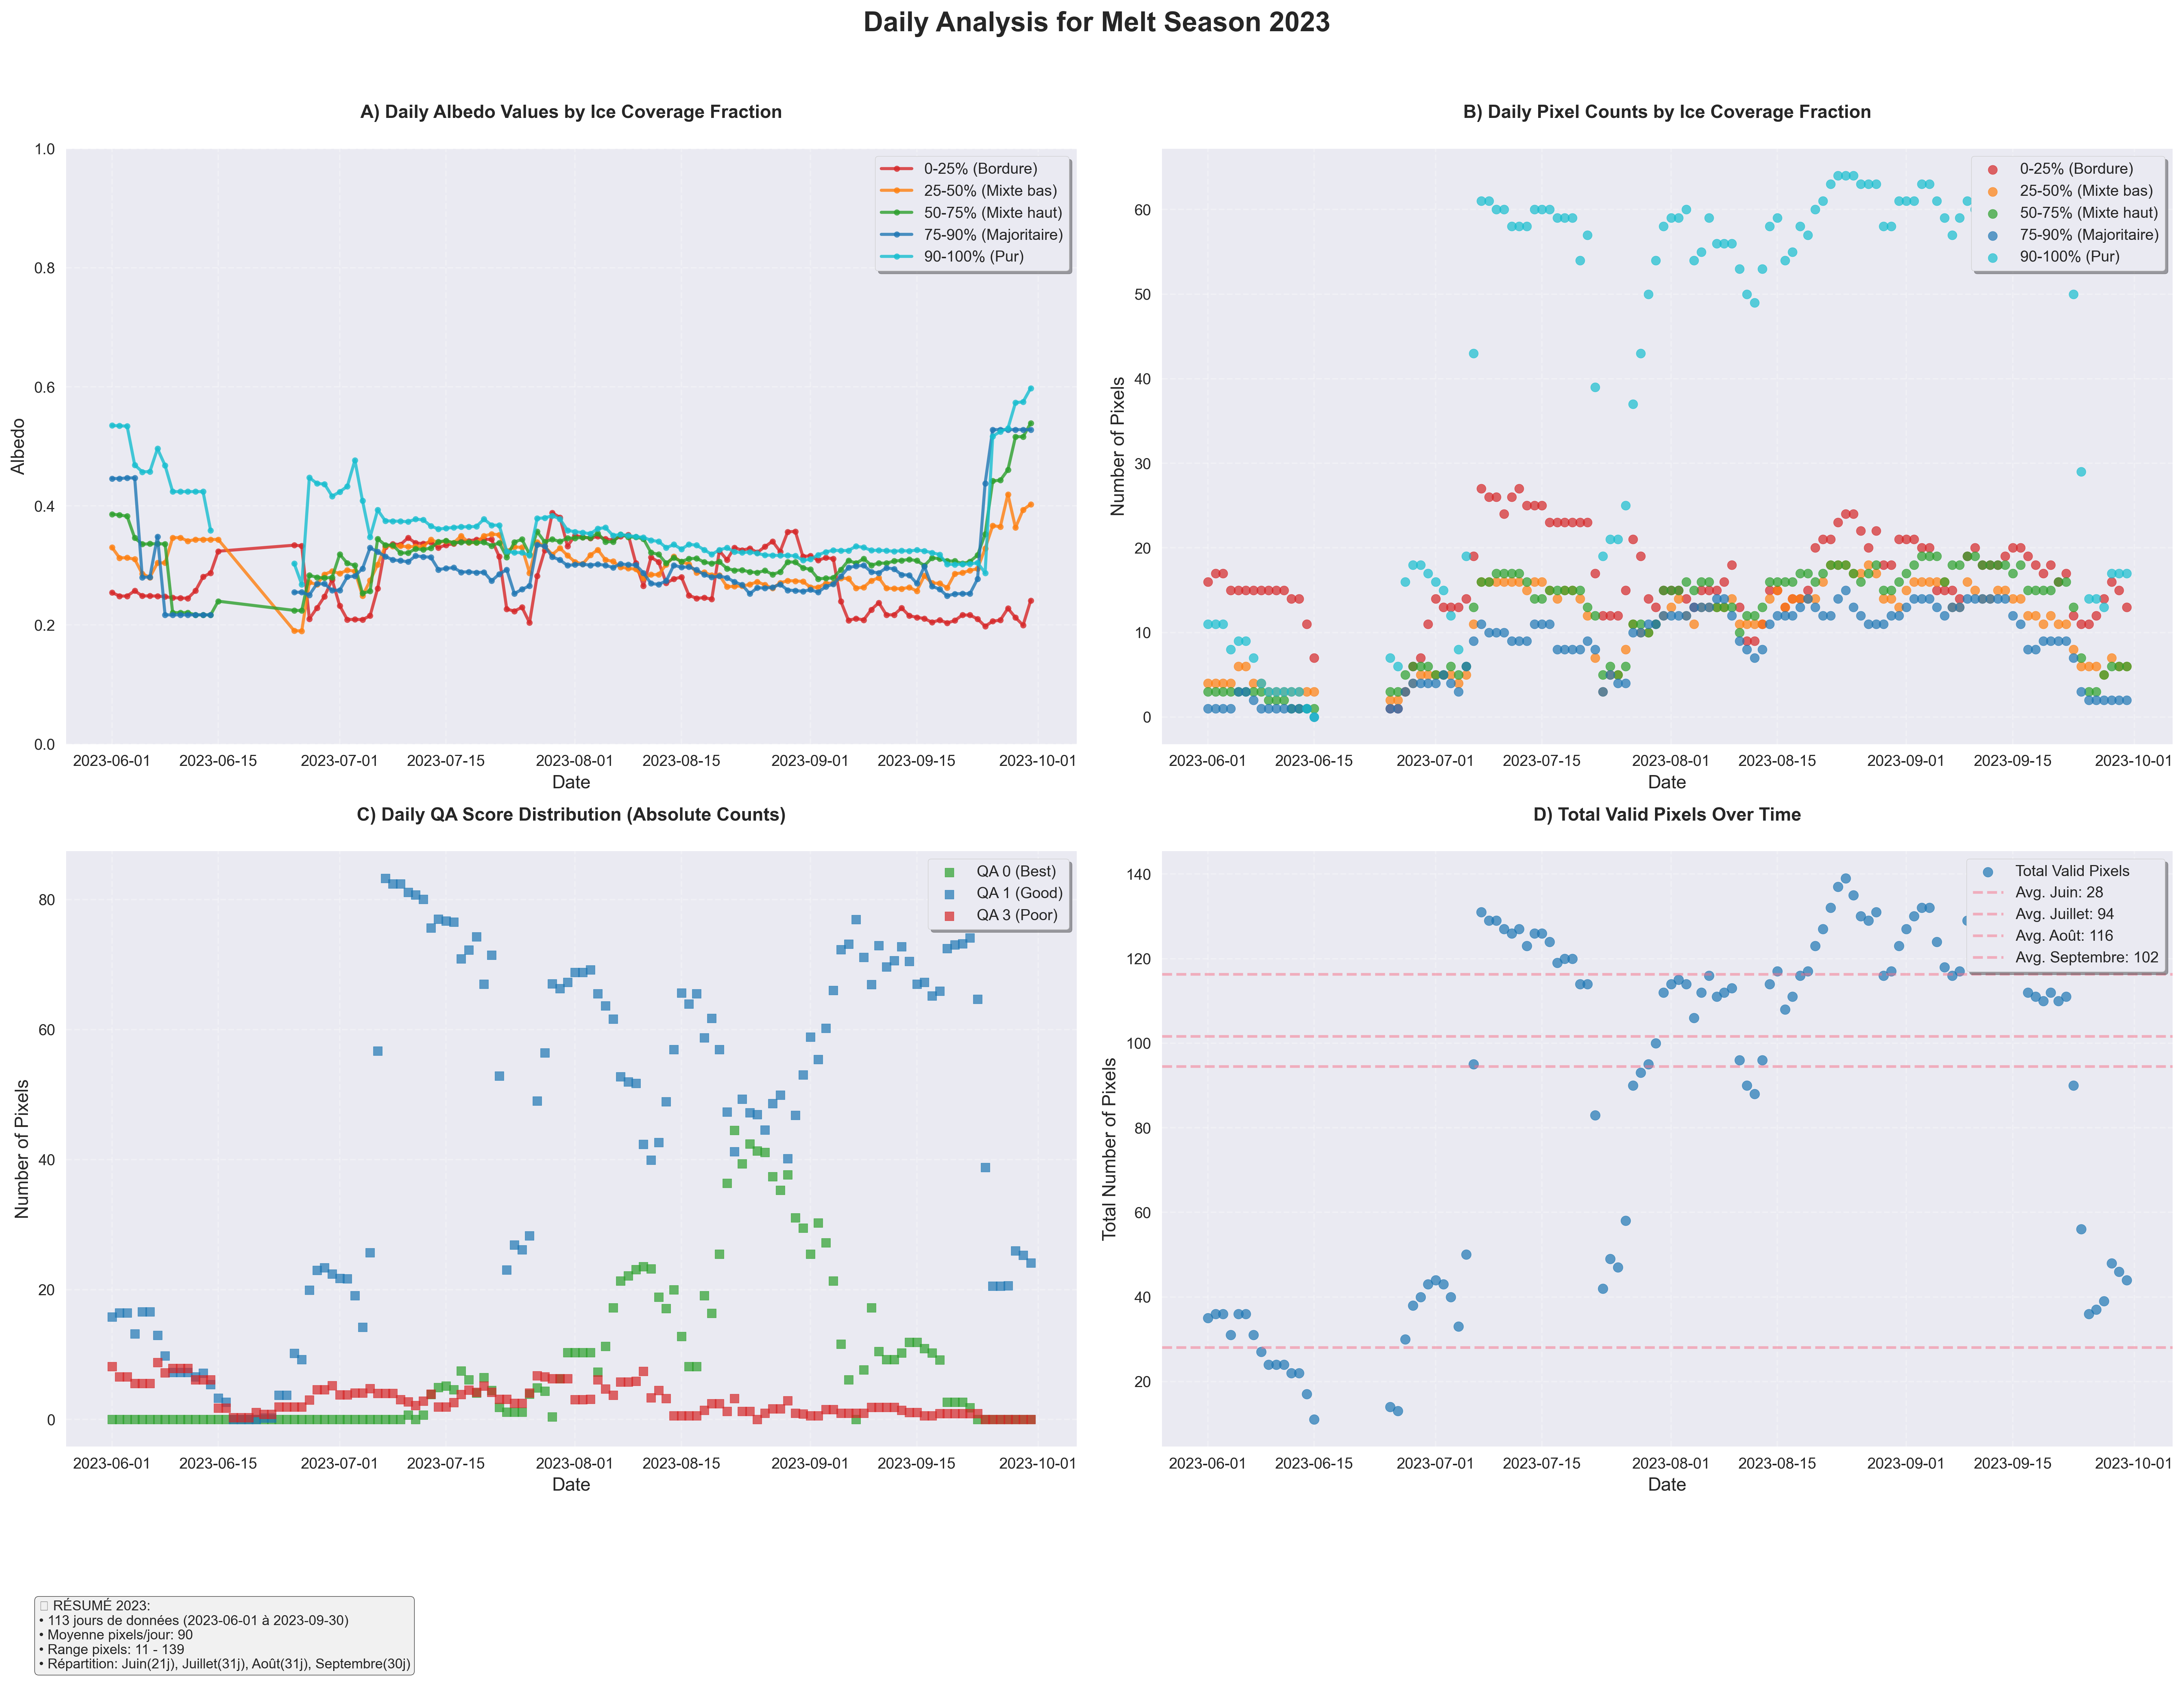 Daily Analysis for Melt Season 2023
A) Daily Albedo Values by Ice Coverage Fraction
1.0
0.8
0.6
0.4
0.2
0.0
Albedo
0-25% (Bordure)
25-50% (Mixte bas)
50-75% (Mixte haut)
75-90% (Majoritaire)
90-100% (Pur)
2023-06-01 2023-06-15 2023-07-01 2023-07-15 2023-08-01 2023-08-15 2023-09-01 2023-09-15 2023-10-01
Date
B) Daily Pixel Counts by Ice Coverage Fraction
60
50
40
30
20
10
0
Number of Pixels
0-25% (Bordure)
25-50% (Mixte bas)
50-75% (Mixte haut)
75-90% (Majoritaire)
90-100% (Pur)
2023-06-01 2023-06-15 2023-07-01 2023-07-15 2023-08-01 2023-08-15 2023-09-01 2023-09-15 2023-10-01
Date
C) Daily QA Score Distribution (Absolute Counts)
80
60
40
20
0
Number of Pixels
QA 0 (Best)
QA 1 (Good)
QA 3 (Poor)
2023-06-01 2023-06-15 2023-07-01 2023-07-15 2023-08-01 2023-08-15 2023-09-01 2023-09-15 2023-10-01
Date
D) Total Valid Pixels Over Time
140
120
100
80
60
40
20
Total Number of Pixels
Total Valid Pixels
Avg. Juin: 28
Avg. Juillet: 94
Avg. Août: 116
Avg. Septembre: 102
2023-06-01 2023-06-15 2023-07-01 2023-07-15 2023-08-01 2023-08-15 2023-09-01 2023-09-15 2023-10-01
Date
RÉSUMÉ 2023:
• 113 jours de données (2023-06-01 à 2023-09-30)
• Moyenne pixels/jour: 90
• Range pixels: 11 - 139
• Répartition: Juin(21j), Juillet(31j), Août(31j), Septembre(30j)